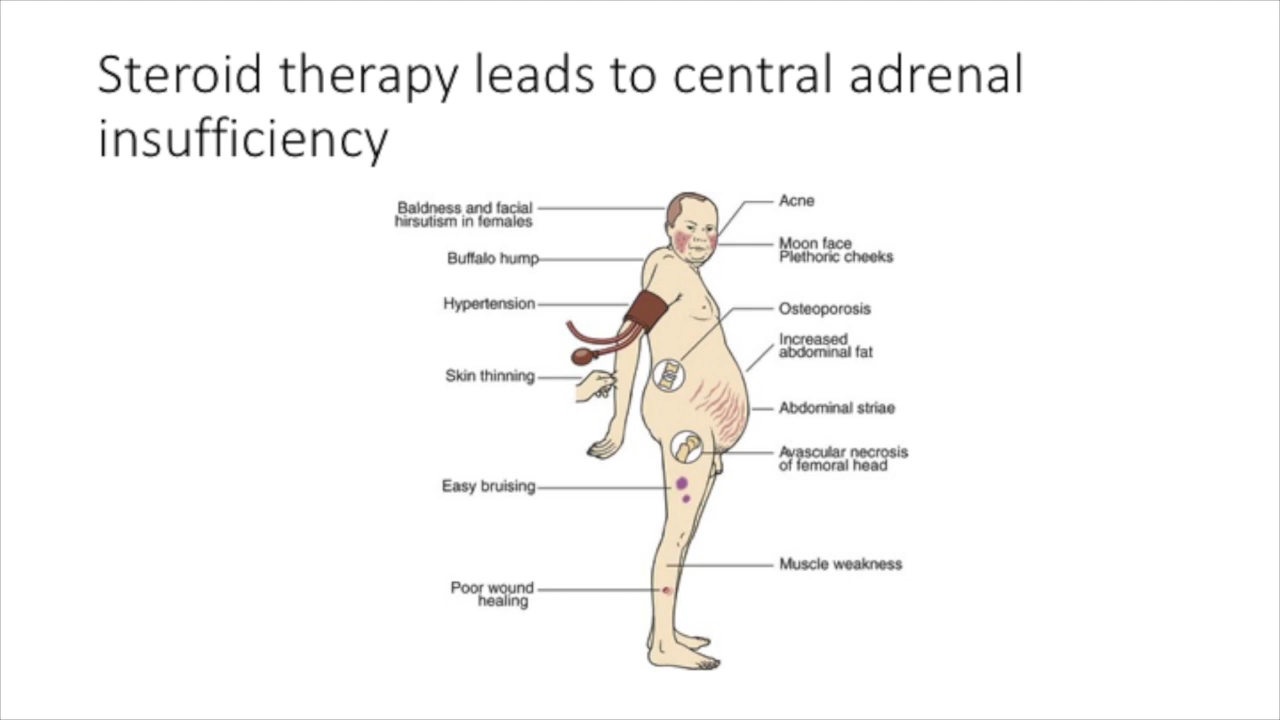 Steroid therapy leads to central adrenal
insufficiency
Baldness and facial
hirsutism in females
Buffalo hump
Hypertension
Skin thinning
Easy bruising
Poor wound
healing
Acne
Moon face
Plethoric cheeks
Osteoporosis
Increased
abdominal fat
Abdominal striae
Avascular necrosis
of femoral head
Muscle weakness